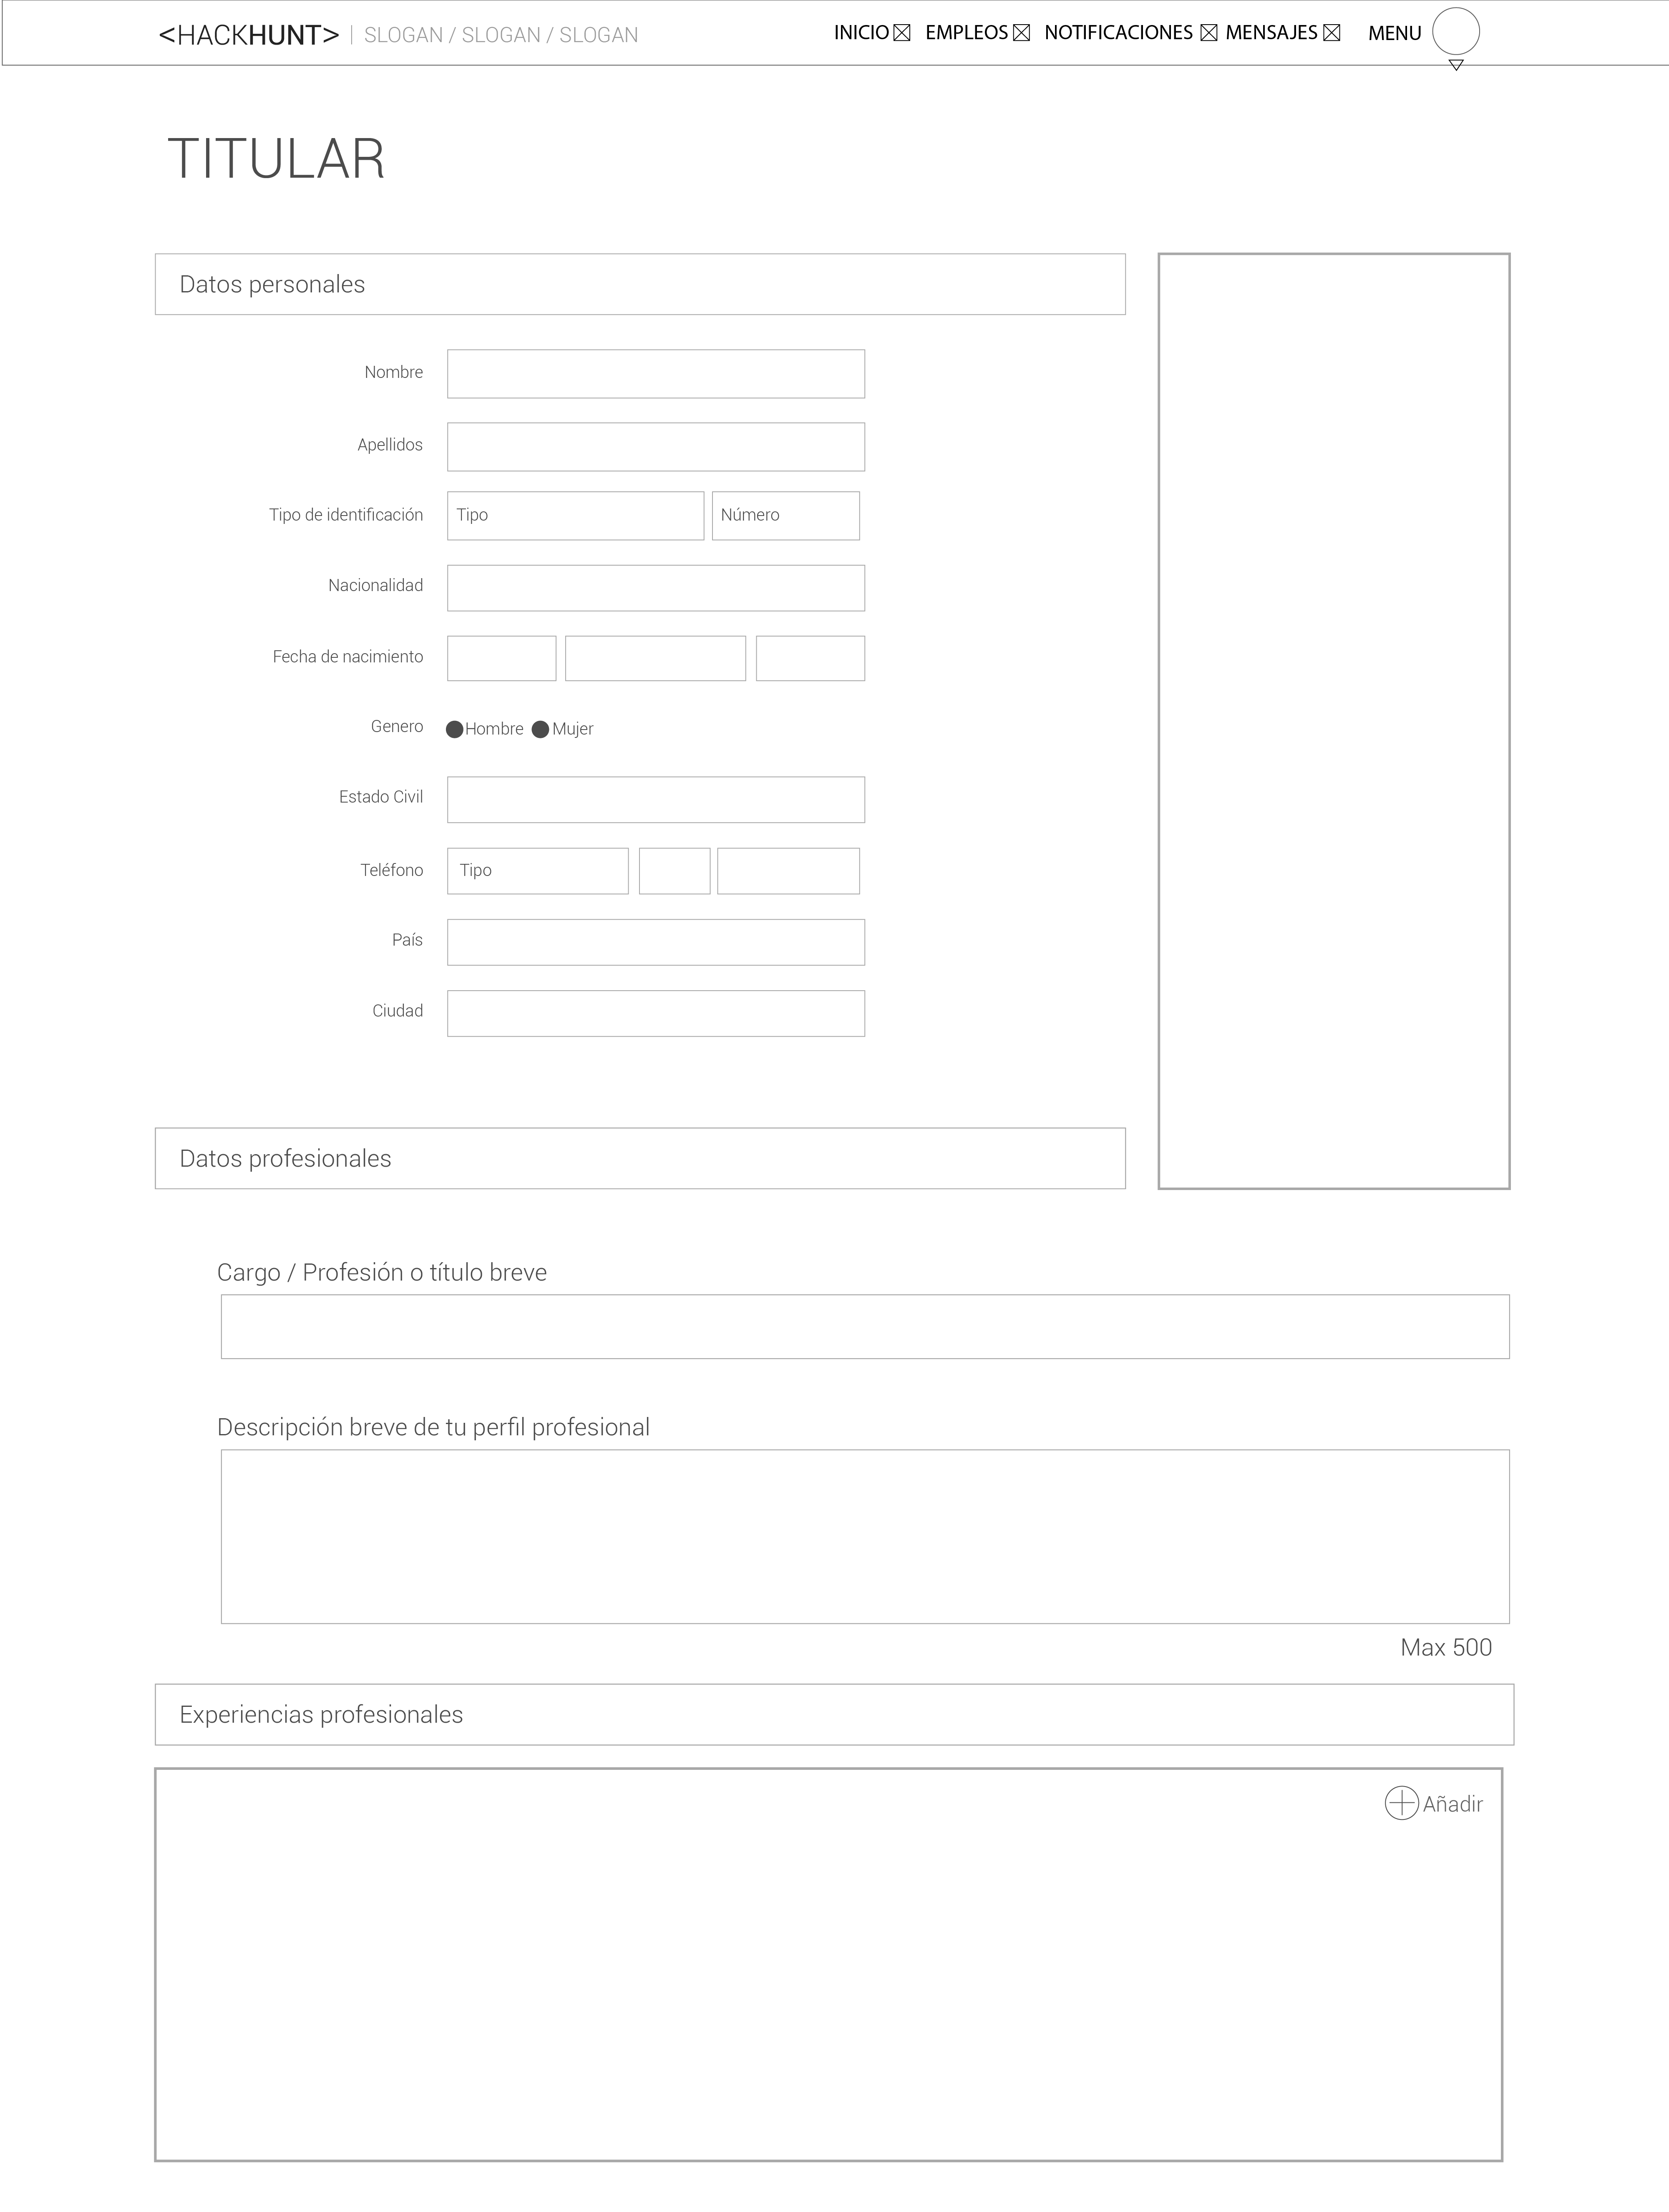 <HACKHUNT> | SLOGAN / SLOGAN / SLOGAN INICIO EMPLEOS NOTIFICACIONES MENSAJES MENU
TITULAR
Datos personales
Nombre
Apellidos
Tipo de identificación Tipo Número
Nacionalidad
Fecha de nacimiento
Genero Hombre Mujer
Estado Civil
Teléfono Tipo
País
Ciudad
Datos profesionales
Cargo / Profesión o título breve
Descripción breve de tu perfil profesional
Max 500
Experiencias profesionales
Añadir